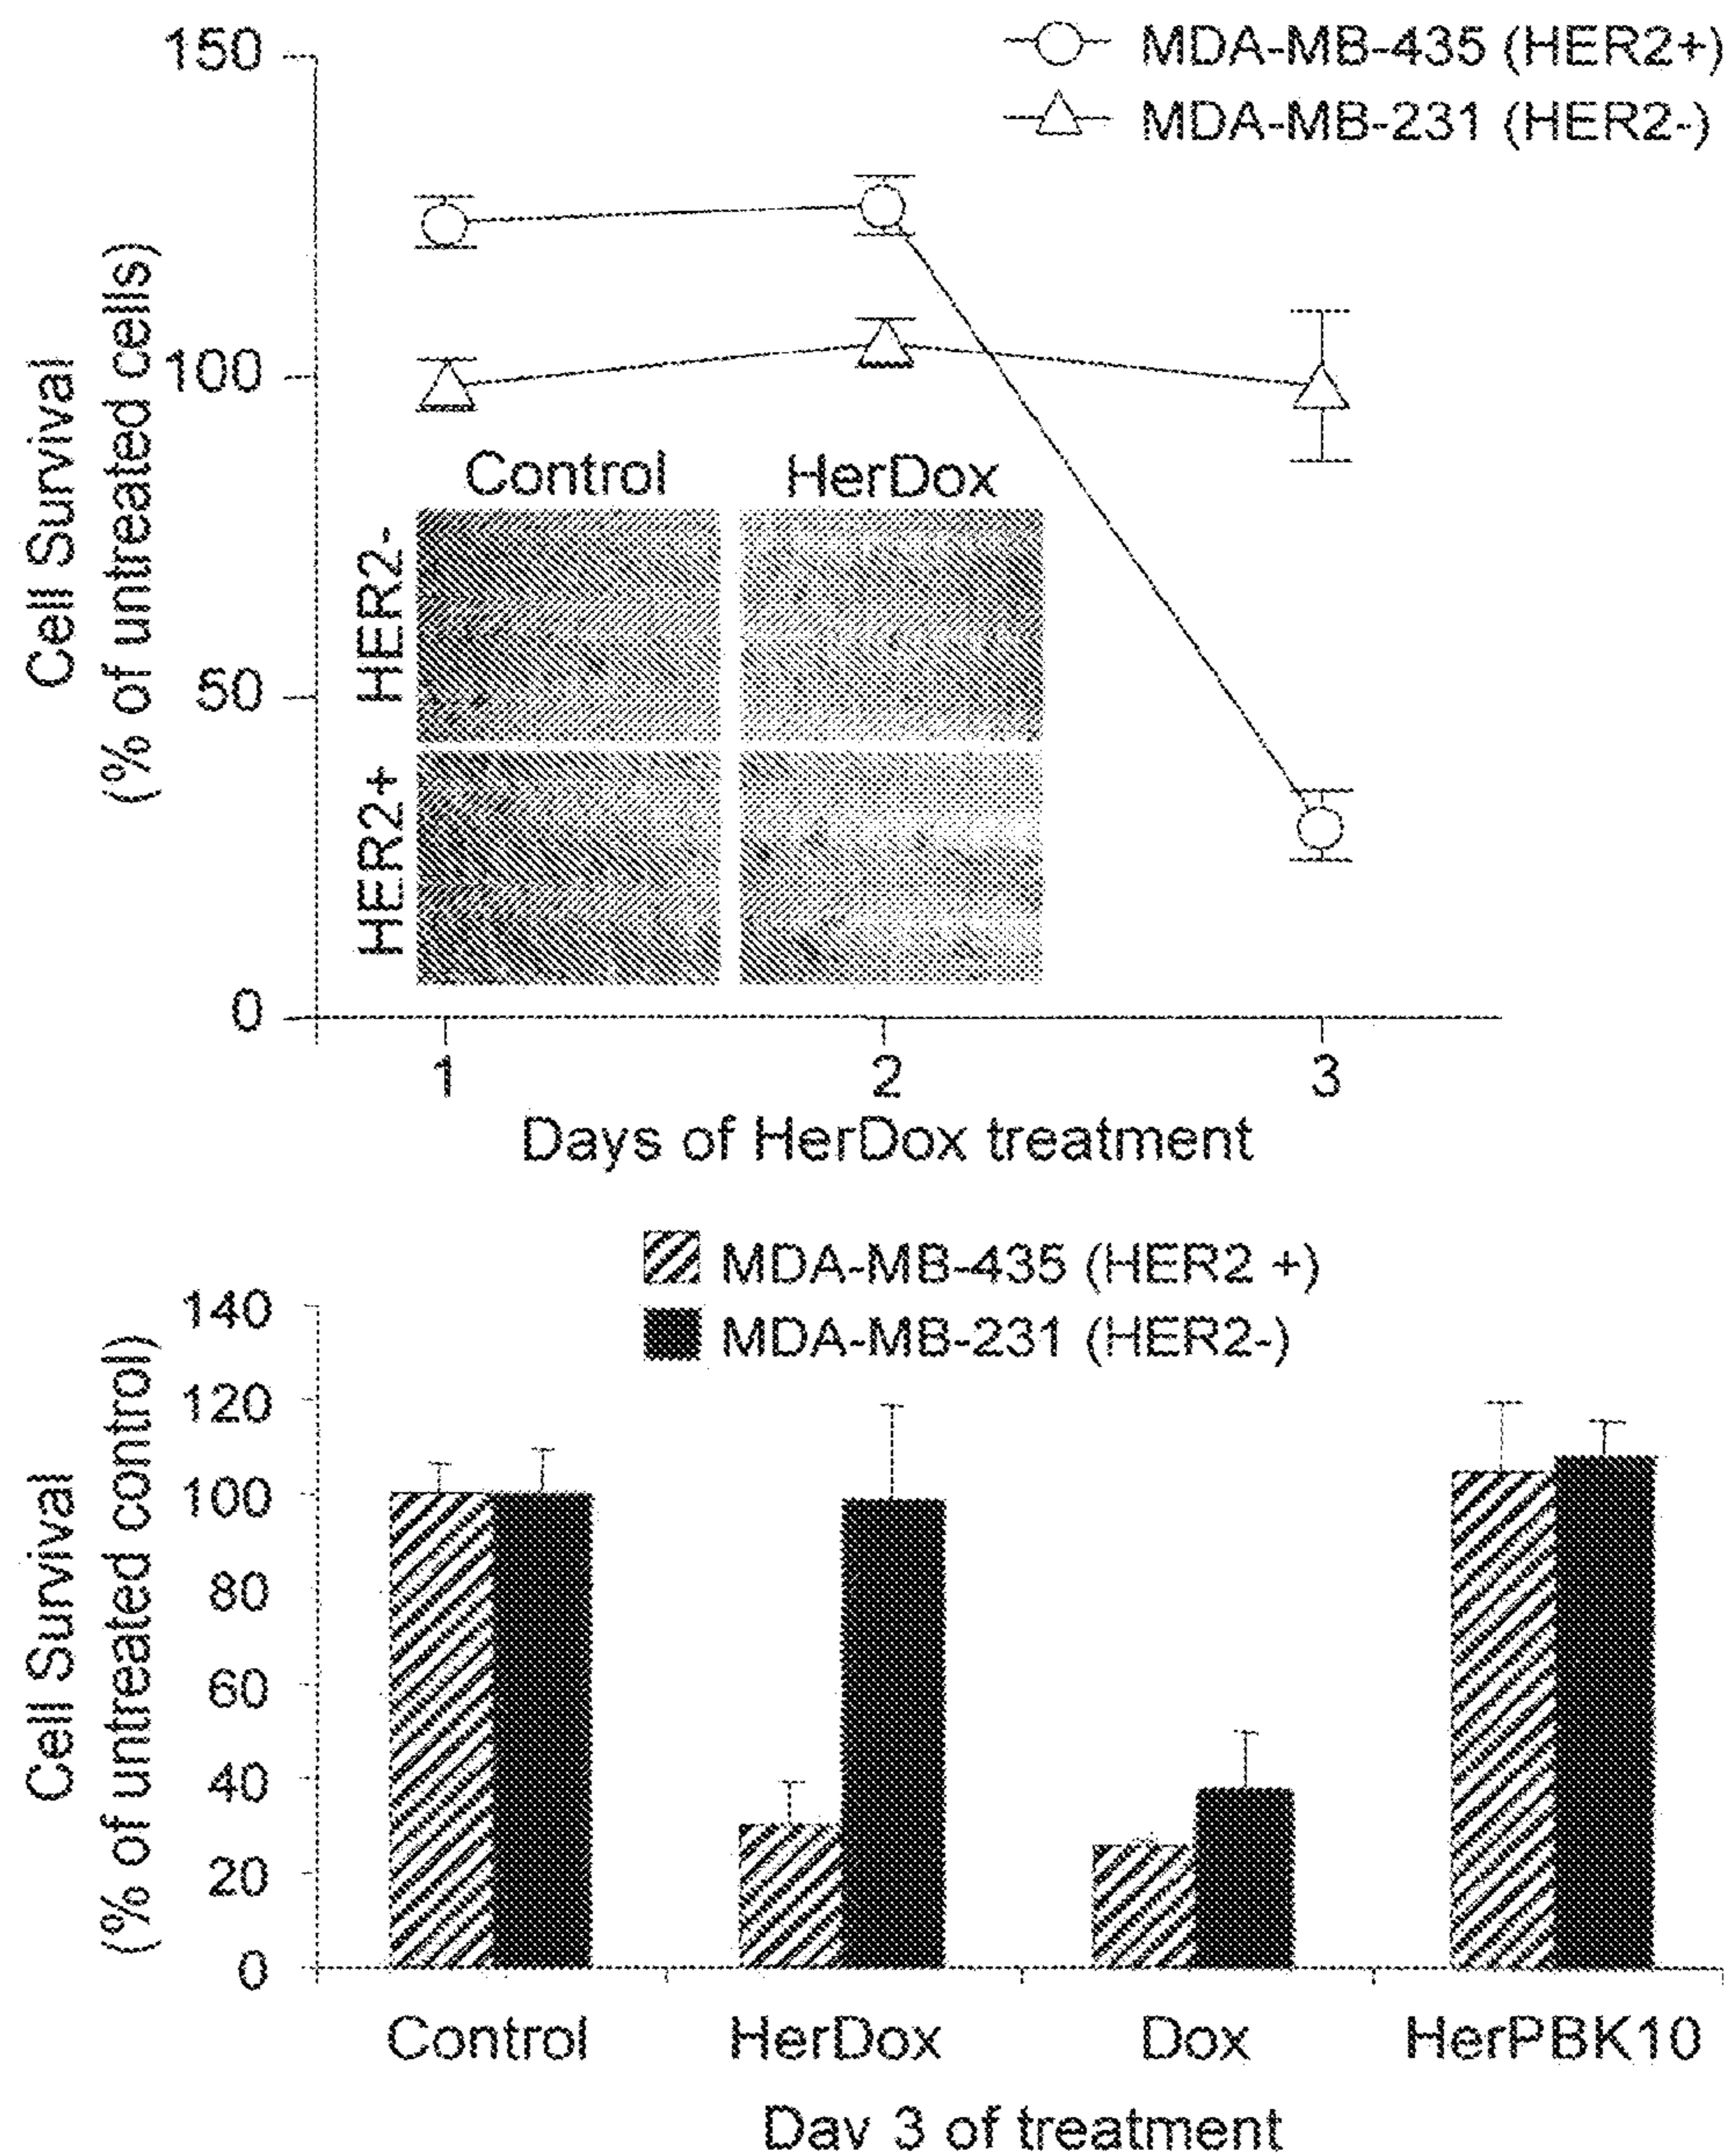 150
100
50
0
Cell Survival
(% of untreated cells)
MDA-MB-435 (HER2+)
MDA-MB-231 (HER2-)
Control HerDox
HER2-
HER2+
1 2 3
Days of HerDox treatment
MDA-MB-435 (HER2 +)
MDA-MB-231 (HER2-)
140
120
100
80
60
40
20
0
Cell Survival
(% of untreated control)
Control HerDox Dox HerPBK10
Day 3 of treatment